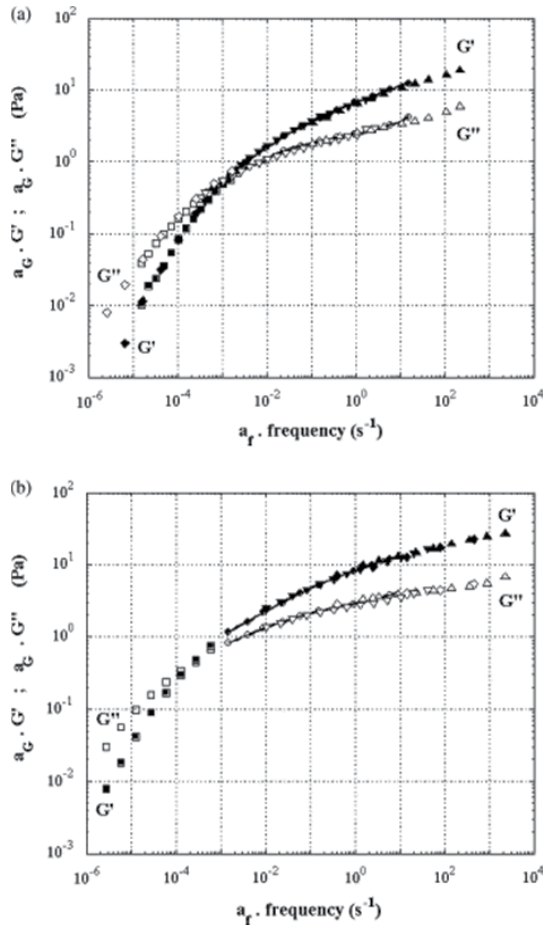 (a)
10^2
10^1
10^0
10^-1
10^-2
10^-3
a_G . G' ; a_G . G'' (Pa)
G'
G''
G''
G'
10^-6 10^-4 10^-2 10^0 10^2 10^4
a_f . frequency (s^-1)
(b)
10^2
10^1
10^0
10^-1
10^-2
10^-3
a_G . G' ; a_G . G'' (Pa)
G'
G''
G''
G'
10^-6 10^-4 10^-2 10^0 10^2 10^4
a_f . frequency (s^-1)